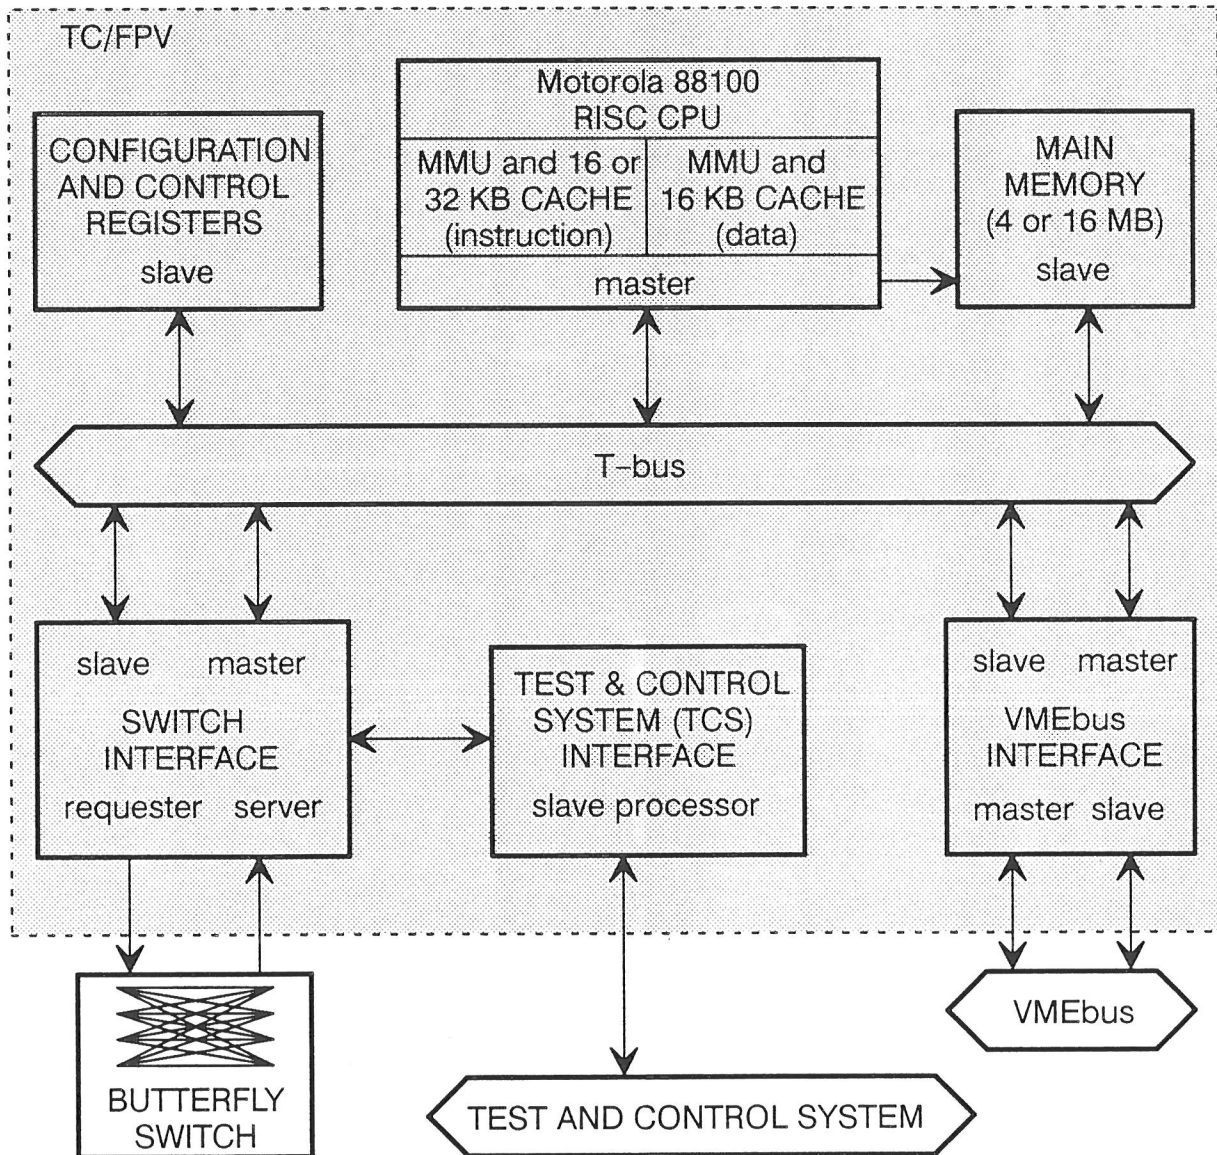 TC/FPV
Motorola 88100
RISC CPU
MMU and 16 or
32 KB CACHE
(instruction)
MMU and
16 KB CACHE
(data)
master
CONFIGURATION
AND CONTROL
REGISTERS
slave
MAIN
MEMORY
(4 or 16 MB)
slave
T-bus
slave master
SWITCH
INTERFACE
requester server
TEST & CONTROL
SYSTEM (TCS)
INTERFACE
slave processor
slave master
VMEbus
INTERFACE
master slave
BUTTERFLY
SWITCH
TEST AND CONTROL SYSTEM
VMEbus